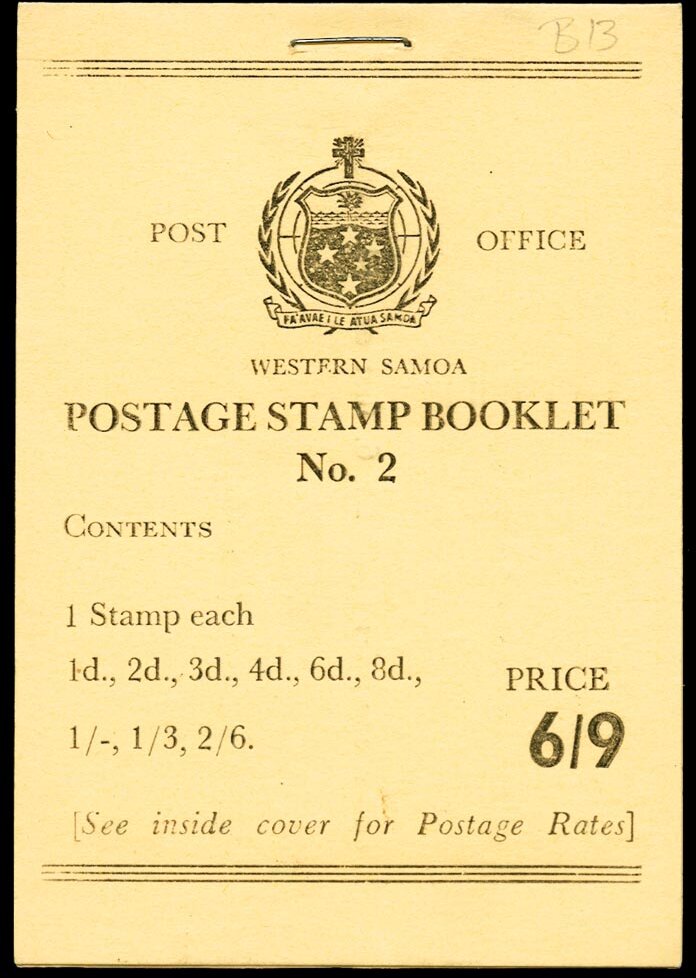 B13
POST OFFICE
FA'AVAE I LE ATUA SAMOA
WESTERN SAMOA
POSTAGE STAMP BOOKLET
No. 2
CONTENTS
1 Stamp each
1d., 2d., 3d., 4d., 6d., 8d.,
1/-, 1/3, 2/6.
PRICE
6/9
[See inside cover for Postage Rates]